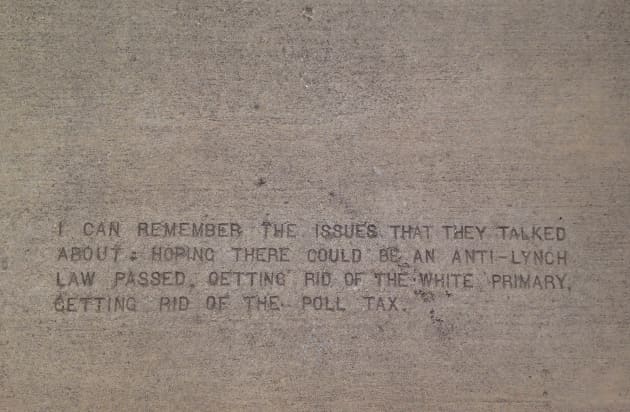 I CAN REMEMBER THE ISSUES THAT THEY TALKED
ABOUT: HOPING THERE COULD BE AN ANTI-LYNCH
LAW PASSED, GETTING RID OF THE WHITE PRIMARY,
GETTING RID OF THE POLL TAX.